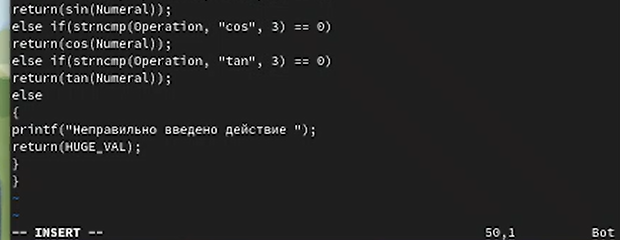 return(sin(Numeral));
else if(strncmp(Operation, "cos", 3) == 0)
return(cos(Numeral));
else if(strncmp(Operation, "tan", 3) == 0)
return(tan(Numeral));
else
{
printf("Неправильно введено действие ");
return(HUGE_VAL);
}
}
~
~
-- INSERT -- 50,1 Bot